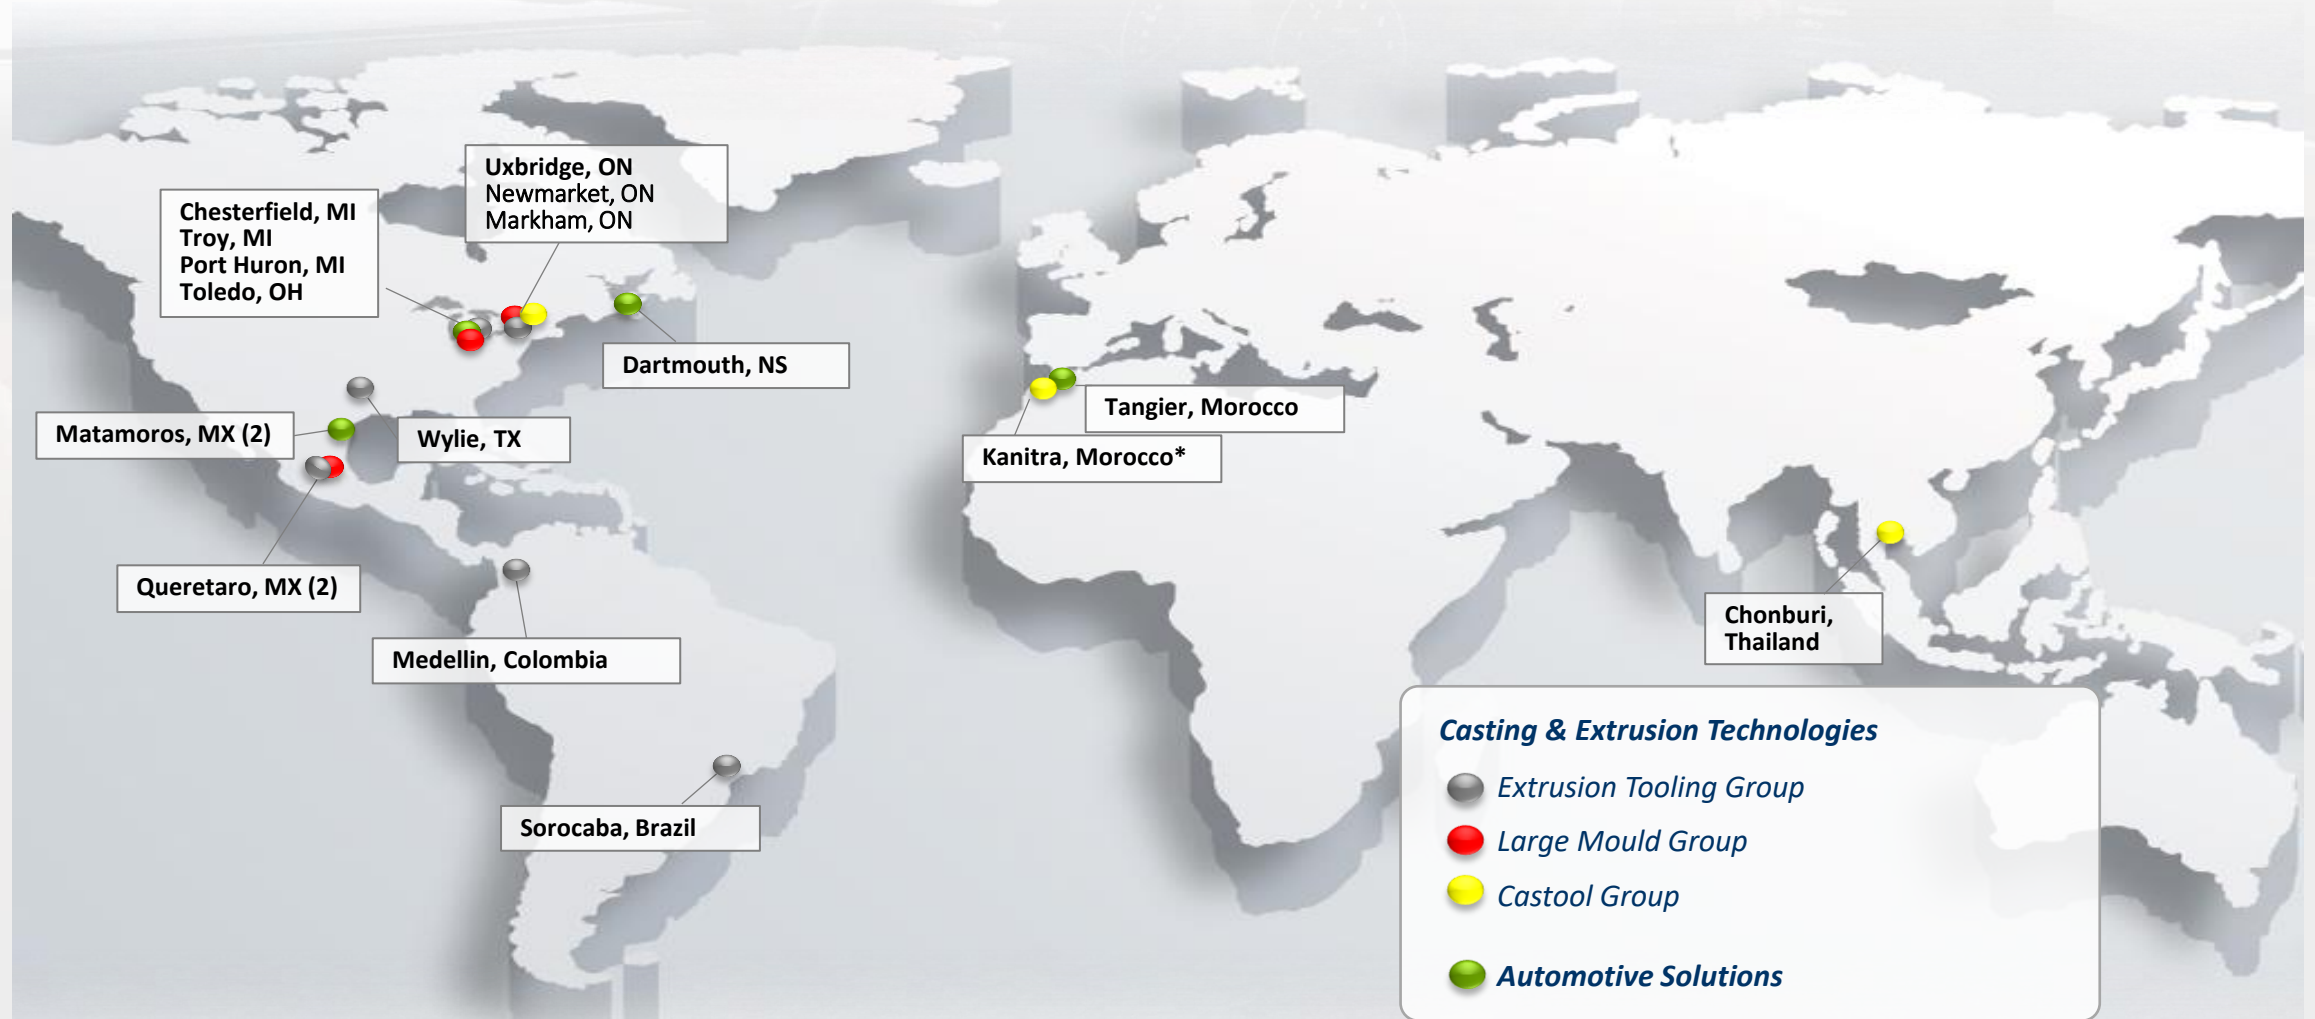 Uxbridge, ON
Newmarket, ON
Markham, ON
Chesterfield, MI
Troy, MI
Port Huron, MI
Toledo, OH
Dartmouth, NS
Matamoros, MX (2)
Wylie, TX
Tangier, Morocco
Kanitra, Morocco*
Queretaro, MX (2)
Medellin, Colombia
Chonburi,
Thailand
Sorocaba, Brazil
Casting & Extrusion Technologies
Extrusion Tooling Group
Large Mould Group
Castool Group
Automotive Solutions